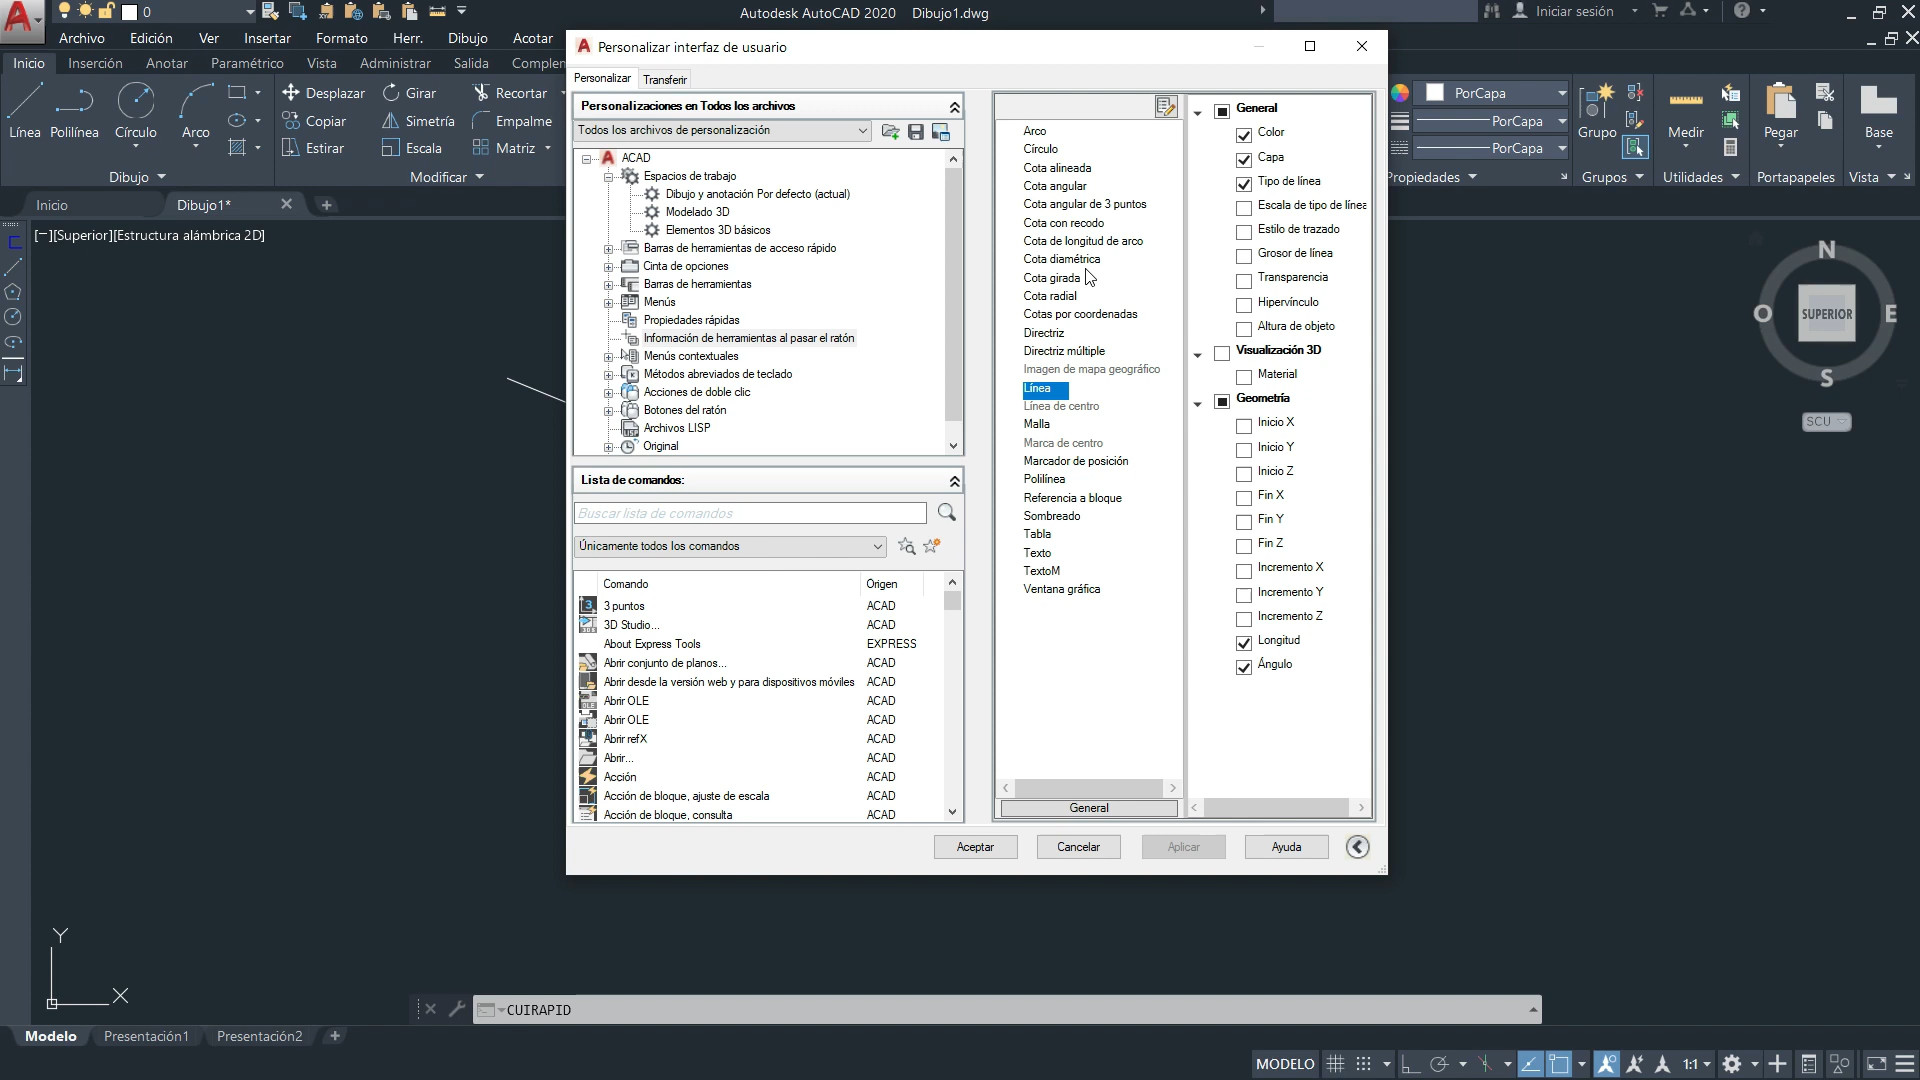 0
Autodesk AutoCAD 2020 Dibujo1.dwg
Iniciar sesión
Archivo Edición Ver Insertar Formato Herr. Dibujo Acotar
Inicio Inserción Anotar Paramétrico Vista Administrar Salida Complem
Línea Polilínea Círculo Arco
Desplazar Girar Recortar
Copiar Simetría Empalme
Estirar Escala Matriz
Dibujo Modificar
PorCapa
PorCapa
PorCapa
Propiedades
Grupo
Grupos
Medir
Utilidades
Pegar
Portapapeles
Base
Vista
Inicio Dibujo1*
[−][Superior][Estructura alámbrica 2D]
N
O SUPERIOR E
S
SCU
Personalizar interfaz de usuario
Personalizar Transferir
Personalizaciones en Todos los archivos
Todos los archivos de personalización
ACAD
Espacios de trabajo
Dibujo y anotación Por defecto (actual)
Modelado 3D
Elementos 3D básicos
Barras de herramientas de acceso rápido
Cinta de opciones
Barras de herramientas
Menús
Propiedades rápidas
Información de herramientas al pasar el ratón
Menús contextuales
Métodos abreviados de teclado
Acciones de doble clic
Botones del ratón
Archivos LISP
Original
Lista de comandos:
Buscar lista de comandos
Únicamente todos los comandos
Comando Origen
3 puntos ACAD
3D Studio... ACAD
About Express Tools EXPRESS
Abrir conjunto de planos... ACAD
Abrir desde la versión web y para dispositivos móviles ACAD
Abrir OLE ACAD
Abrir OLE ACAD
Abrir refX ACAD
Abrir... ACAD
Acción ACAD
Acción de bloque, ajuste de escala ACAD
Acción de bloque, consulta ACAD
Arco
Círculo
Cota alineada
Cota angular
Cota angular de 3 puntos
Cota con recodo
Cota de longitud de arco
Cota diamétrica
Cota girada
Cota radial
Cotas por coordenadas
Directriz
Directriz múltiple
Imagen de mapa geográfico
Línea
Línea de centro
Malla
Marca de centro
Marcador de posición
Polilínea
Referencia a bloque
Sombreado
Tabla
Texto
TextoM
Ventana gráfica
General
General
Color
Capa
Tipo de línea
Escala de tipo de línea
Estilo de trazado
Grosor de línea
Transparencia
Hipervínculo
Altura de objeto
Visualización 3D
Material
Geometría
Inicio X
Inicio Y
Inicio Z
Fin X
Fin Y
Fin Z
Incremento X
Incremento Y
Incremento Z
Longitud
Ángulo
Aceptar Cancelar Aplicar Ayuda
Y
X
CUIRAPID
Modelo Presentación1 Presentación2
MODELO 1:1